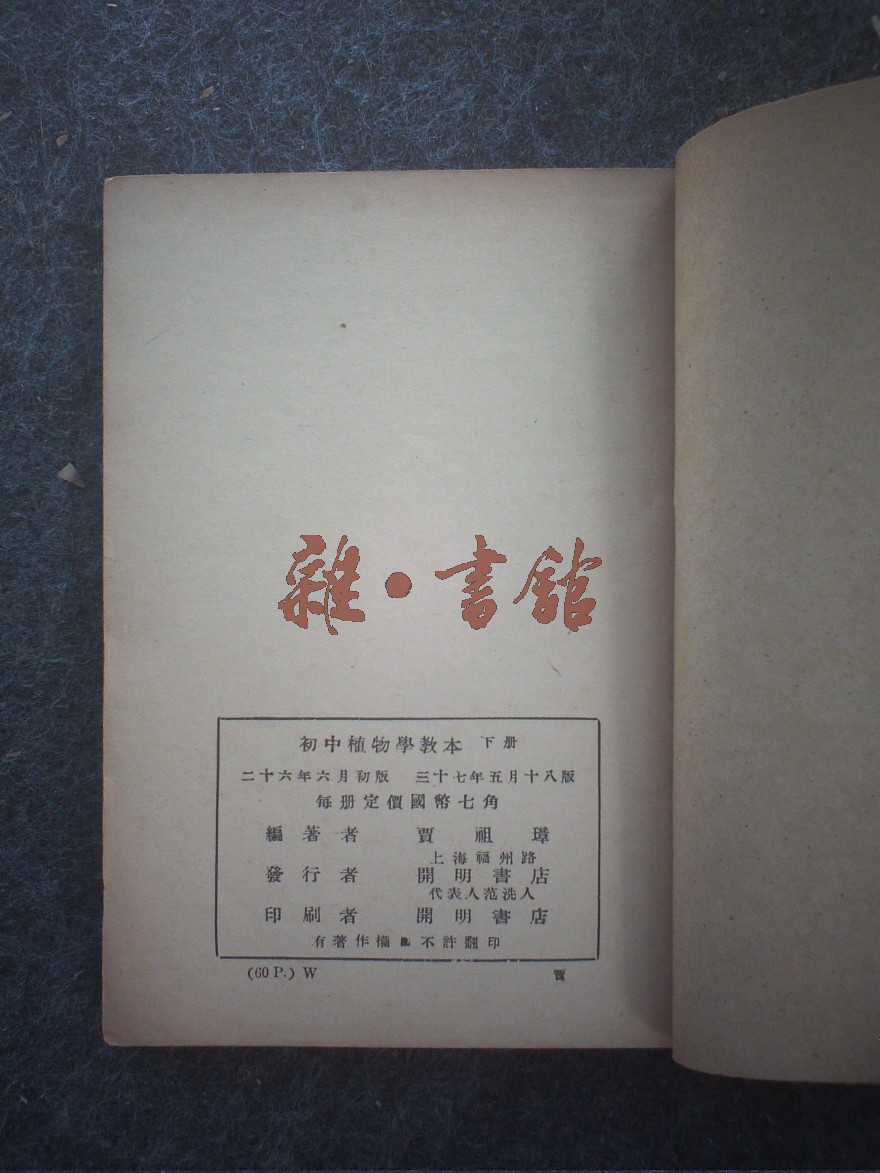 雜·書館
初中植物學教本 下册
二十六年六月初版 三十七年五月十八版
每册定價國幣七角
編著者 賈祖璋
上海福州路
發行者 開明書店
代表人范洗人
印刷者 開明書店
有著作權 不許翻印
(60 P.) W 賈